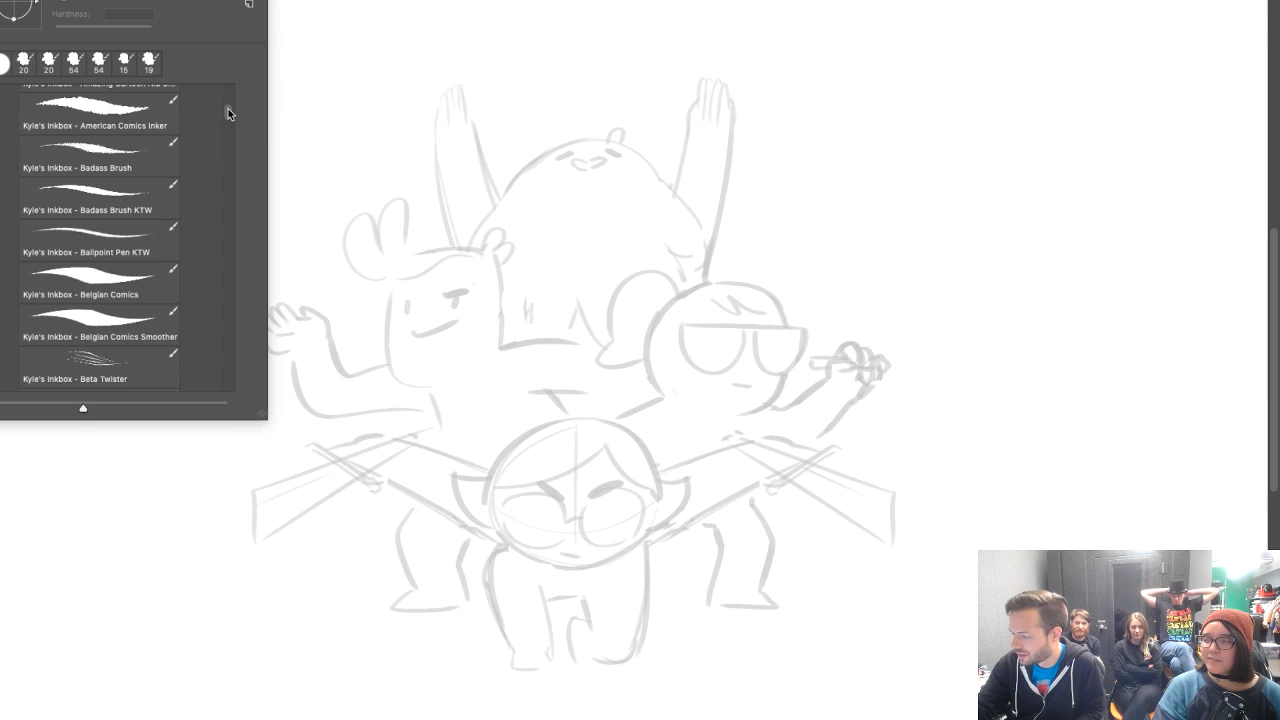 Hardness:
20 20 54 54 15 19
Kyle's Inkbox - American Comics Inker
Kyle's Inkbox - Badass Brush
Kyle's Inkbox - Badass Brush KTW
Kyle's Inkbox - Ballpoint Pen KTW
Kyle's Inkbox - Belgian Comics
Kyle's Inkbox - Belgian Comics Smoother
Kyle's Inkbox - Beta Twister